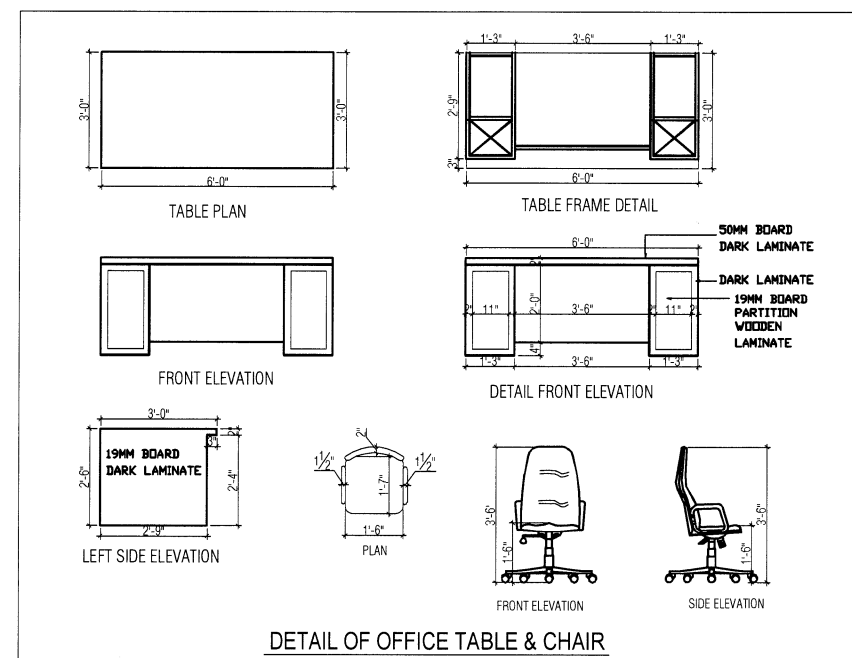 3'-0"
3'-0"
6'-0"
TABLE PLAN
1'-3" 3'-6" 1'-3"
2'-9"
3"
3'-0"
6'-0"
TABLE FRAME DETAIL
FRONT ELEVATION
6'-0"
50MM BOARD
DARK LAMINATE
DARK LAMINATE
19MM BOARD
PARTITION
WOODEN
LAMINATE
2"
2'-0"
4"
2" 11" 3'-6" 2" 11" 2"
1'-3" 3'-6" 1'-3"
DETAIL FRONT ELEVATION
3'-0"
2"
3"
19MM BOARD
DARK LAMINATE
2'-6"
2'-4"
2'-9"
LEFT SIDE ELEVATION
2"
1½" 1½"
1'-7"
1'-6"
PLAN
3'-6"
1'-6"
FRONT ELEVATION
3'-6"
1'-6"
SIDE ELEVATION
DETAIL OF OFFICE TABLE & CHAIR